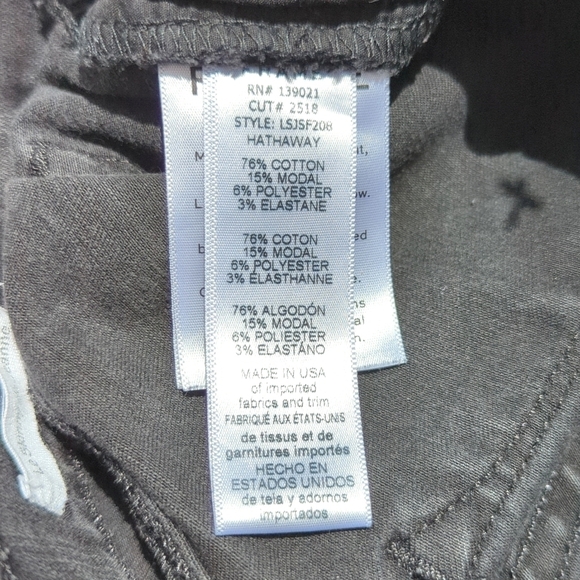 RN# 139021
CUT# 2518
STYLE: LSJSF208
HATHAWAY
76% COTTON
15% MODAL
6% POLYESTER
3% ELASTANE
76% COTON
15% MODAL
6% POLYESTER
3% ÉLASTHANNE
76% ALGODÓN
15% MODAL
6% POLIESTER
3% ELASTÁNO
MADE IN USA
of imported
fabrics and trim
FABRIQUÉ AUX ÉTATS-UNIS
de tissus et de
garnitures importés
HECHO EN
ESTADOS UNIDOS
de tela y adornos
importados